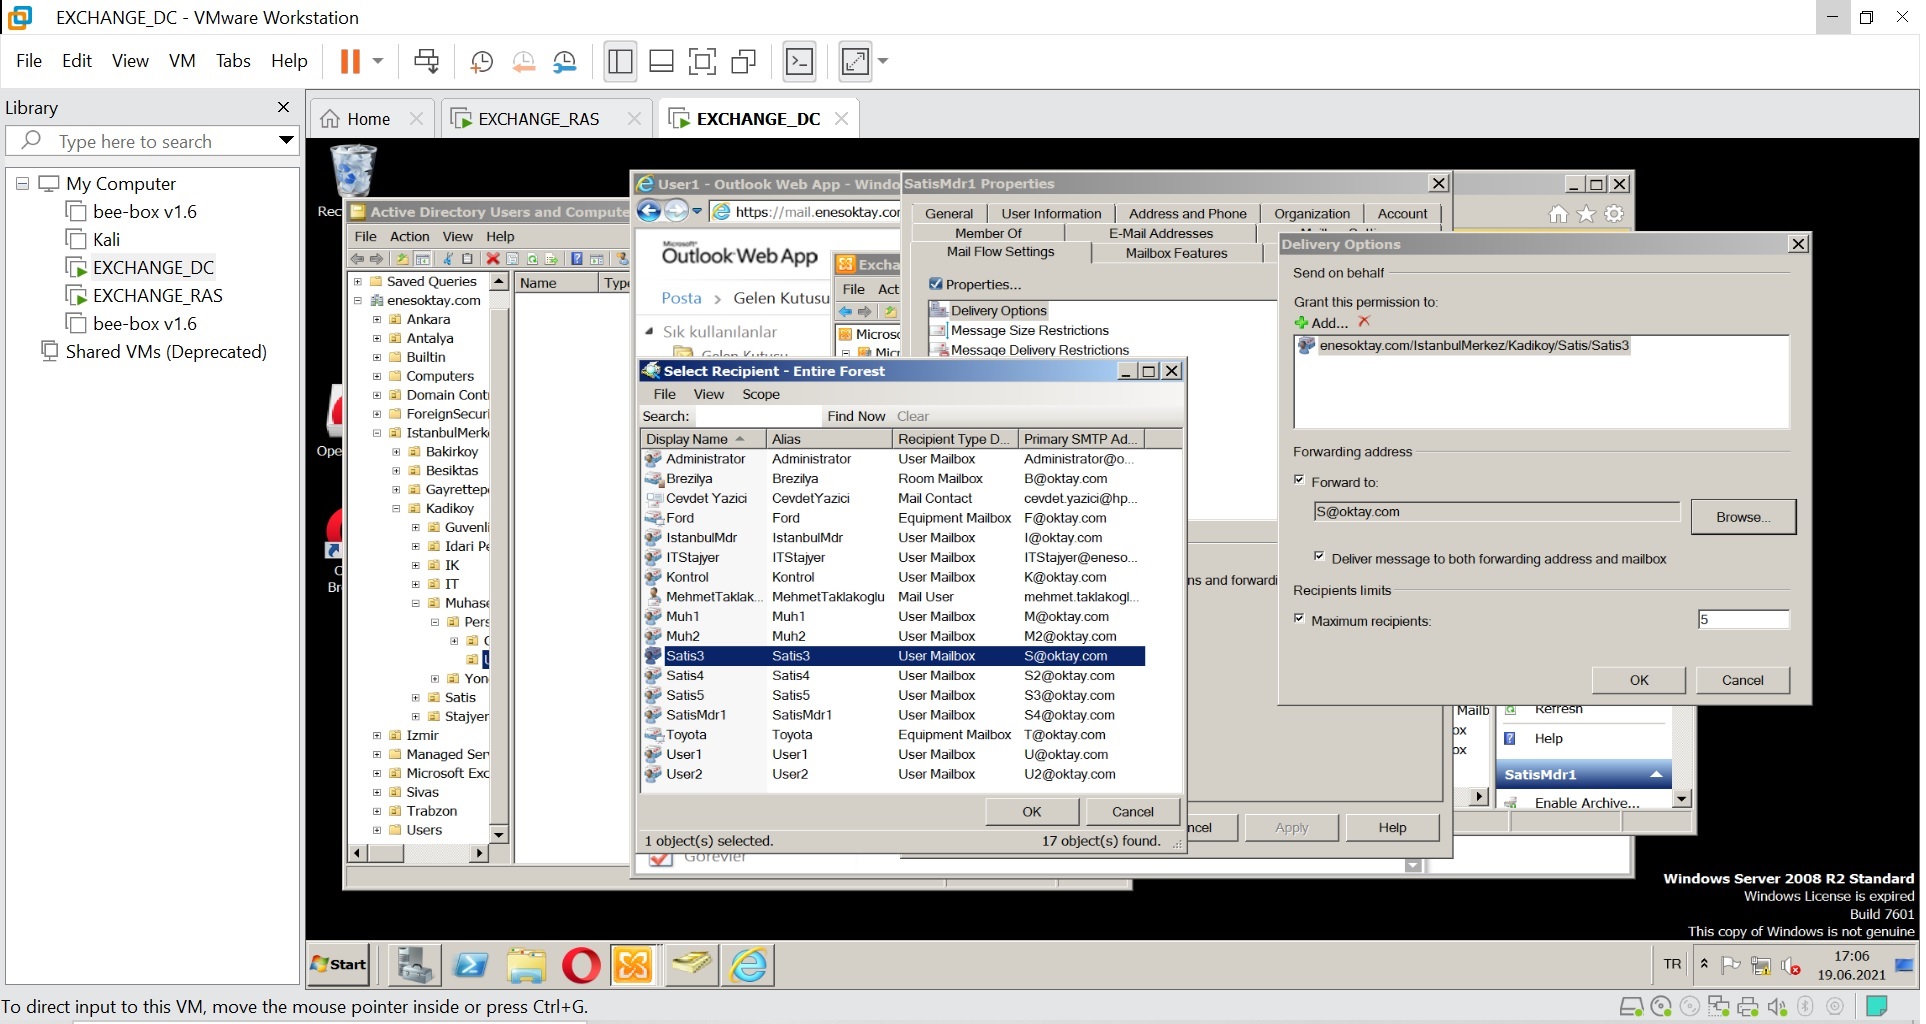 EXCHANGE_DC - VMware Workstation
File Edit View VM Tabs Help
Library
Type here to search
My Computer
bee-box v1.6
Kali
EXCHANGE_DC
EXCHANGE_RAS
bee-box v1.6
Shared VMs (Deprecated)
Home
EXCHANGE_RAS
EXCHANGE_DC
Rec
Ope
Active Directory Users and Compute
File Action View Help
Name Type
Saved Queries
enesoktay.com
Ankara
Antalya
Builtin
Computers
Domain Cont
ForeignSecuri
IstanbulMerk
Bakirkoy
Besiktas
Gayrettep
Kadikoy
Guvenli
Idari Pe
IK
IT
Muhase
Pers
Yon
Satis
Stajyer
Izmir
Managed Ser
Microsoft Exc
Sivas
Trabzon
Users
User1 - Outlook Web App - Windo
https://mail.enesoktay.co
Microsoft
Outlook Web App
Posta > Gelen Kutusu
Sık kullanılanlar
Gelen Kutusu
Gorevler
Excha
File Act
Microso
Micr
SatisMdr1 Properties
General User Information Address and Phone Organization Account
Member Of E-Mail Addresses
Mail Flow Settings Mailbox Features
Properties...
Delivery Options
Message Size Restrictions
Message Delivery Restrictions
ns and forwardi
ncel Apply Help
Select Recipient - Entire Forest
File View Scope
Search: Find Now Clear
Display Name Alias Recipient Type D... Primary SMTP Ad...
Administrator Administrator User Mailbox Administrator@o...
Brezilya Brezilya Room Mailbox B@oktay.com
Cevdet Yazici CevdetYazici Mail Contact cevdet.yazici@hp...
Ford Ford Equipment Mailbox F@oktay.com
IstanbulMdr IstanbulMdr User Mailbox I@oktay.com
ITStajyer ITStajyer User Mailbox ITStajyer@eneso...
Kontrol Kontrol User Mailbox K@oktay.com
MehmetTaklak... MehmetTaklakoglu Mail User mehmet.taklakogl...
Muh1 Muh1 User Mailbox M@oktay.com
Muh2 Muh2 User Mailbox M2@oktay.com
Satis3 Satis3 User Mailbox S@oktay.com
Satis4 Satis4 User Mailbox S2@oktay.com
Satis5 Satis5 User Mailbox S3@oktay.com
SatisMdr1 SatisMdr1 User Mailbox S4@oktay.com
Toyota Toyota Equipment Mailbox T@oktay.com
User1 User1 User Mailbox U@oktay.com
User2 User2 User Mailbox U2@oktay.com
OK Cancel
1 object(s) selected. 17 object(s) found.
Delivery Options
Send on behalf
Grant this permission to:
Add...
enesoktay.com/IstanbulMerkez/Kadikoy/Satis/Satis3
Forwarding address
Forward to:
S@oktay.com
Browse...
Deliver message to both forwarding address and mailbox
Recipients limits
Maximum recipients: 5
OK Cancel
Mailb
ox
ox
Refresh
Help
SatisMdr1
Enable Archive...
Windows Server 2008 R2 Standard
Windows License is expired
Build 7601
This copy of Windows is not genuine
Start
TR
17:06
19.06.2021
To direct input to this VM, move the mouse pointer inside or press Ctrl+G.